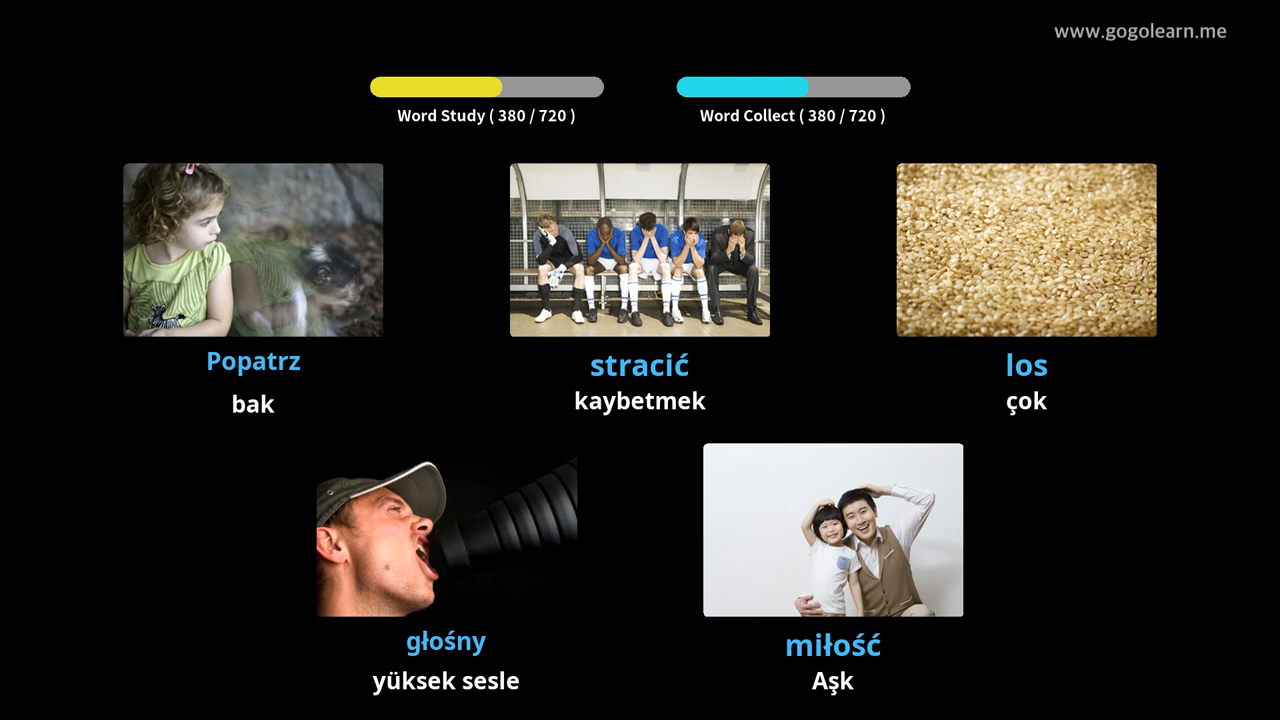 www.gogolearn.me
Word Study ( 380 / 720 )
Word Collect ( 380 / 720 )
Popatrz
bak
stracić
kaybetmek
los
çok
głośny
yüksek sesle
miłość
Aşk